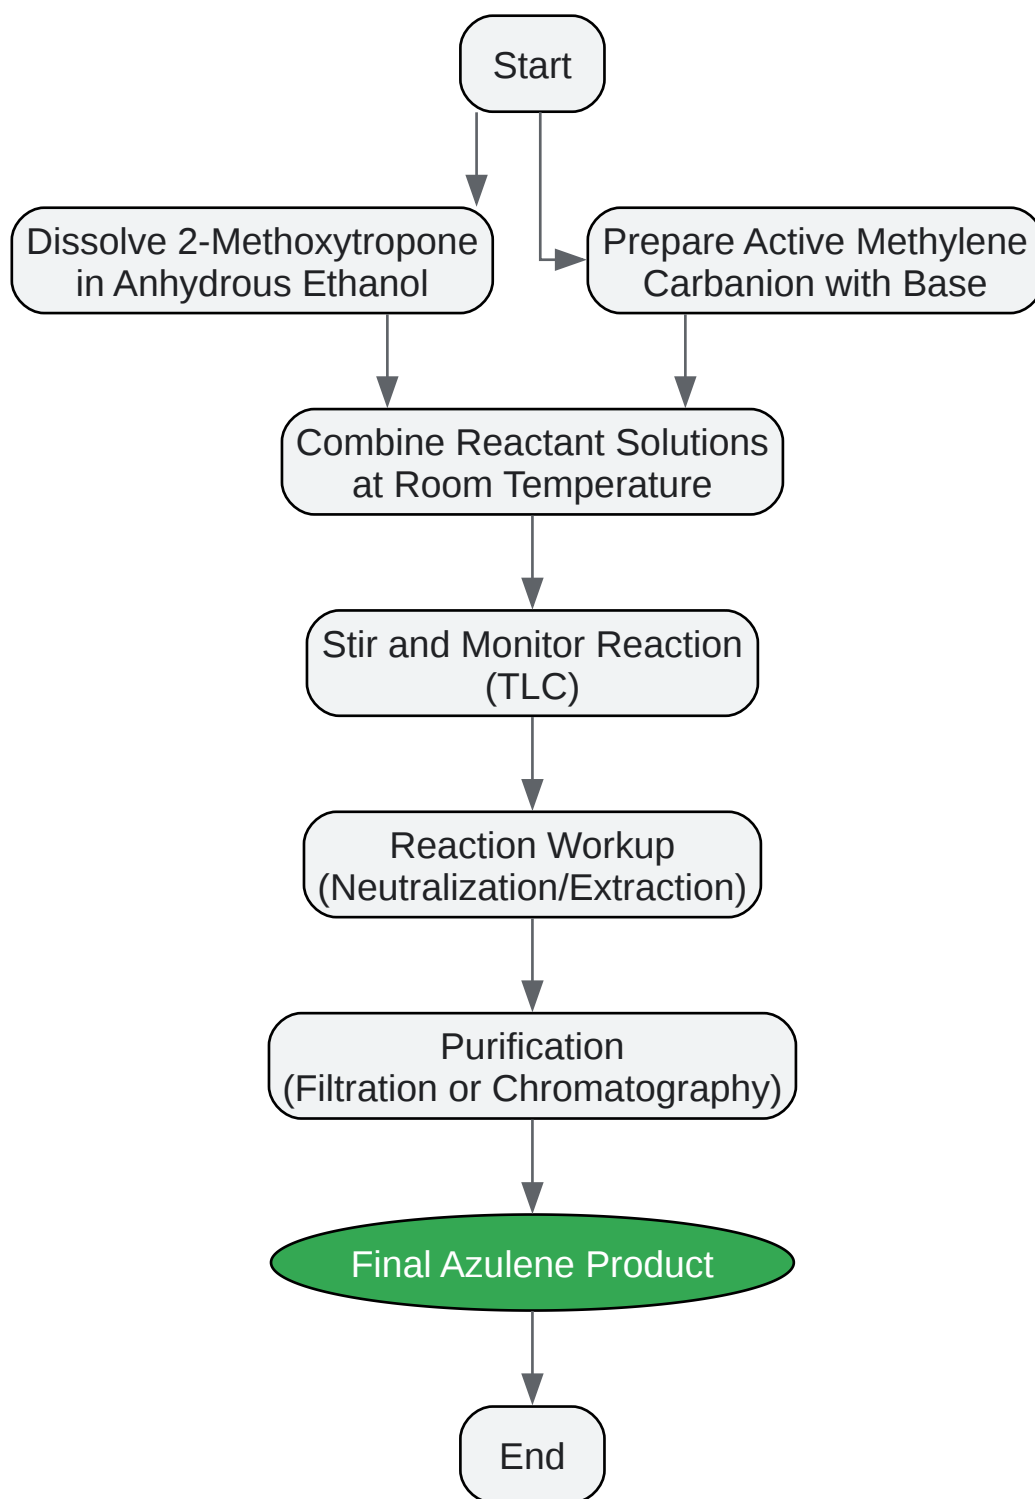 Start
Dissolve 2-Methoxytropone
in Anhydrous Ethanol
Prepare Active Methylene
Carbanion with Base
Combine Reactant Solutions
at Room Temperature
Stir and Monitor Reaction
(TLC)
Reaction Workup
(Neutralization/Extraction)
Purification
(Filtration or Chromatography)
Final Azulene Product
End